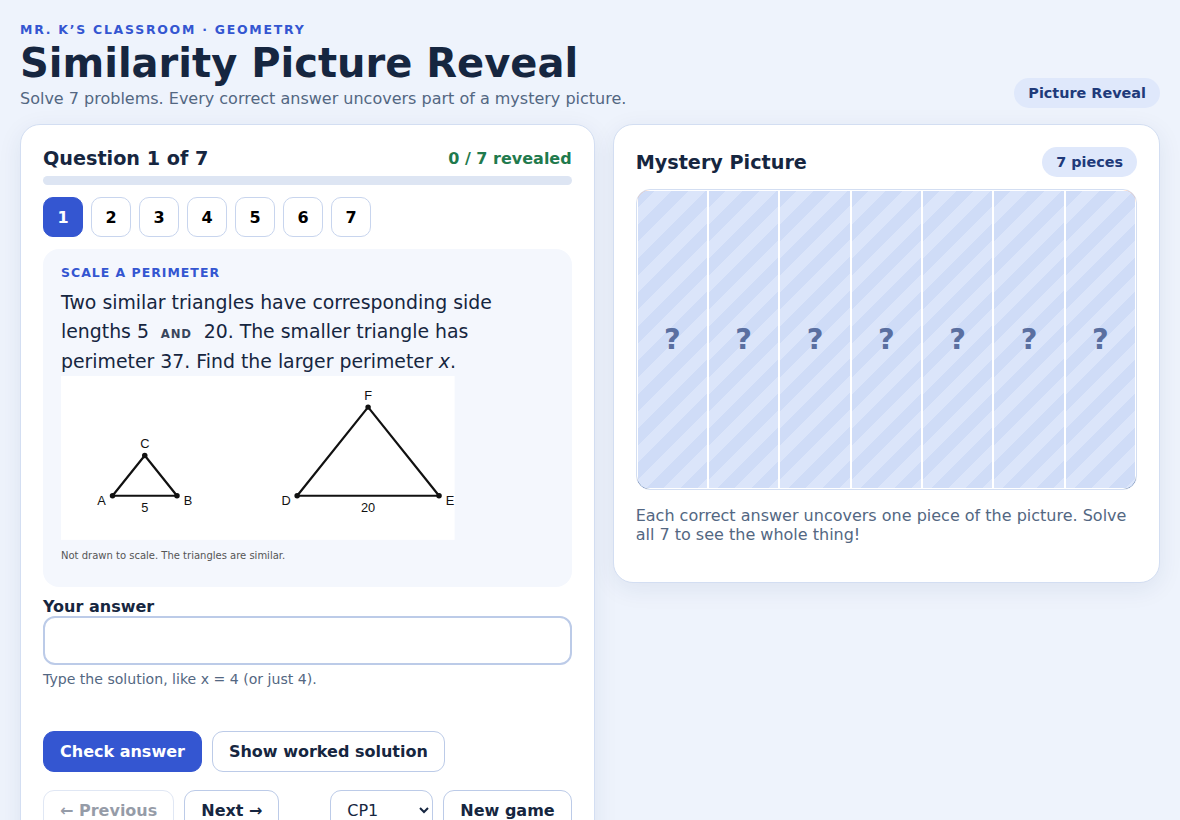 MR. K’S CLASSROOM · GEOMETRY
Similarity Picture Reveal
Solve 7 problems. Every correct answer uncovers part of a mystery picture.
Picture Reveal
Question 1 of 7
0 / 7 revealed
1 2 3 4 5 6 7
SCALE A PERIMETER
Two similar triangles have corresponding side
lengths 5 AND 20. The smaller triangle has
perimeter 37. Find the larger perimeter x.
F
C
A B D E
5 20
Not drawn to scale. The triangles are similar.
Your answer
Type the solution, like x = 4 (or just 4).
Check answer Show worked solution
← Previous Next → CP1 New game
Mystery Picture
7 pieces
? ? ? ? ? ? ?
Each correct answer uncovers one piece of the picture. Solve
all 7 to see the whole thing!